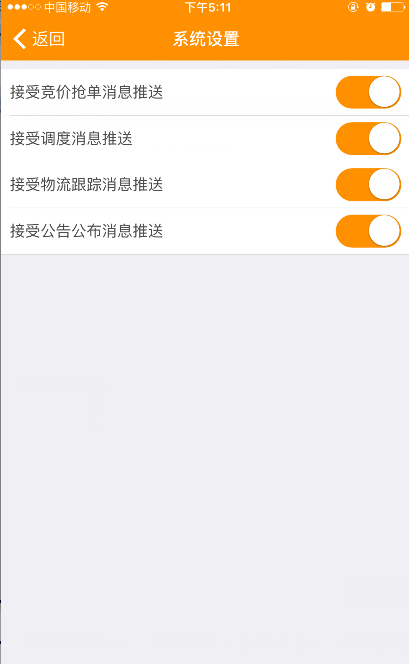 中国移动 下午5:11
返回 系统设置
接受竞价抢单消息推送
接受调度消息推送
接受物流跟踪消息推送
接受公告公布消息推送